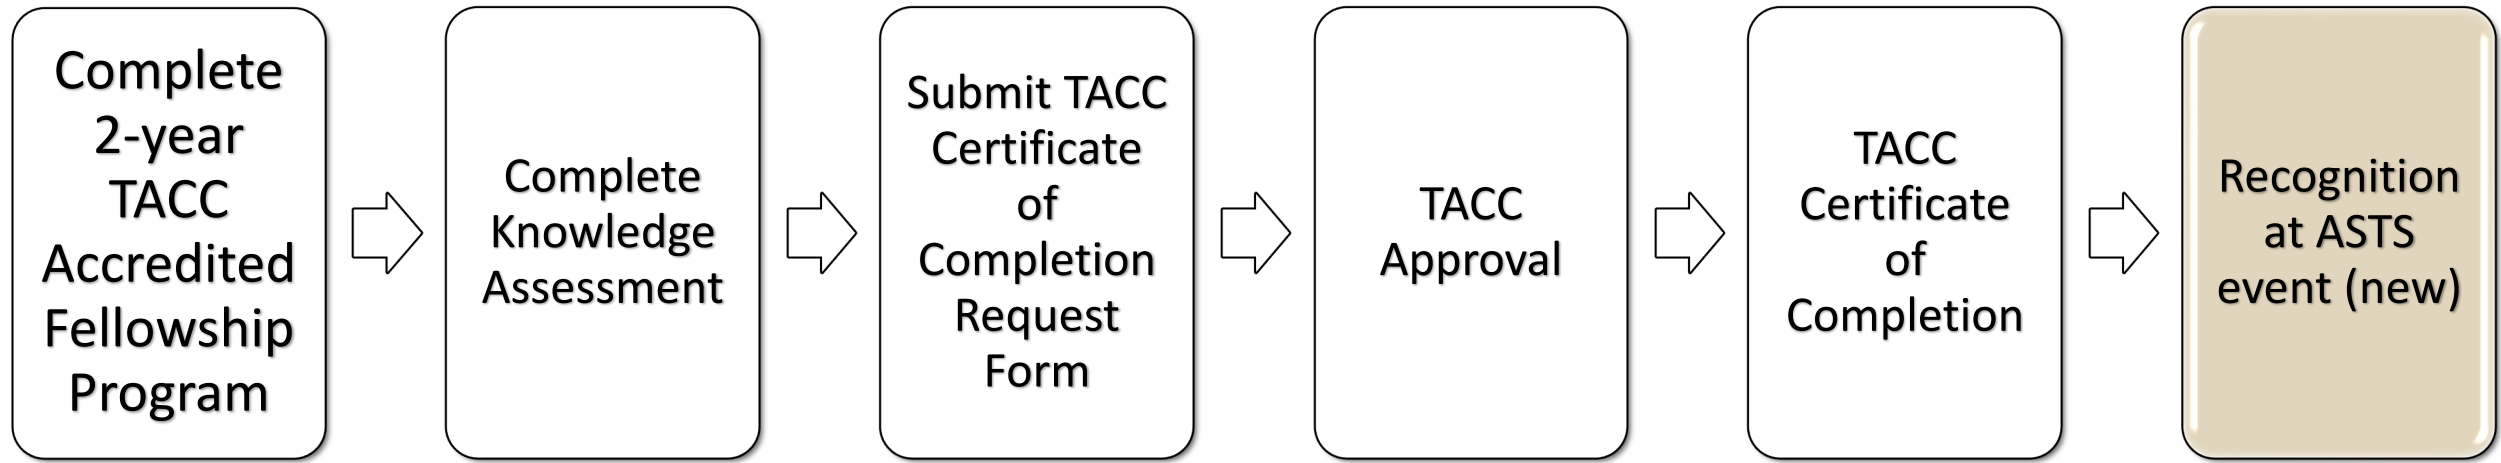 Complete
2-year
TACC
Accredited
Fellowship
Program
Complete
Knowledge
Assessment
Submit TACC
Certificate
of
Completion
Request
Form
TACC
Approval
TACC
Certificate
of
Completion
Recognition
at ASTS
event (new)